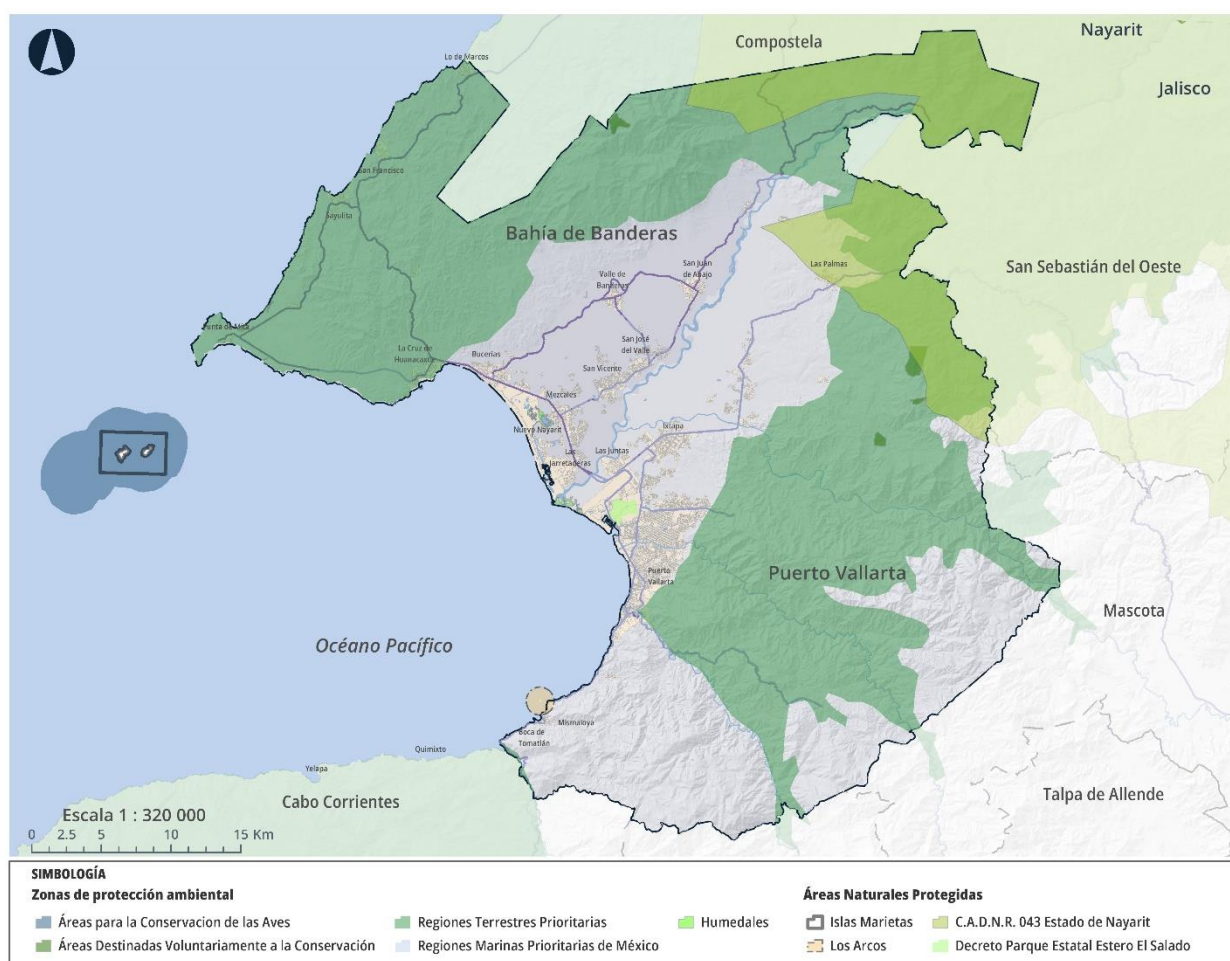 Nayarit
Compostela
Lo de Marcos
Jalisco
San Francisco
Sayulita
Bahía de Banderas
San Juan
de Abajo
Las Palmas
San Sebastián del Oeste
Valle de
Banderas
Punta de Mita
San José
del Valle
La Cruz de
Huanacaxtle
Bucerías
San Vicente
Mezcales
Nuevo Nayarit
Ixtapa
Las Juntas
Las
Jarretaderas
Puerto
Vallarta
Puerto Vallarta
Mascota
Océano Pacífico
Mismaloya
Boca de
Tomatlán
Quimixto
Yelapa
Cabo Corrientes
Talpa de Allende
Escala 1 : 320 000
0 2.5 5 10 15 Km
SIMBOLOGÍA
Zonas de protección ambiental
Áreas para la Conservacion de las Aves
Áreas Destinadas Voluntariamente a la Conservación
Regiones Terrestres Prioritarias
Regiones Marinas Prioritarias de México
Humedales
Áreas Naturales Protegidas
Islas Marietas
Los Arcos
C.A.D.N.R. 043 Estado de Nayarit
Decreto Parque Estatal Estero El Salado